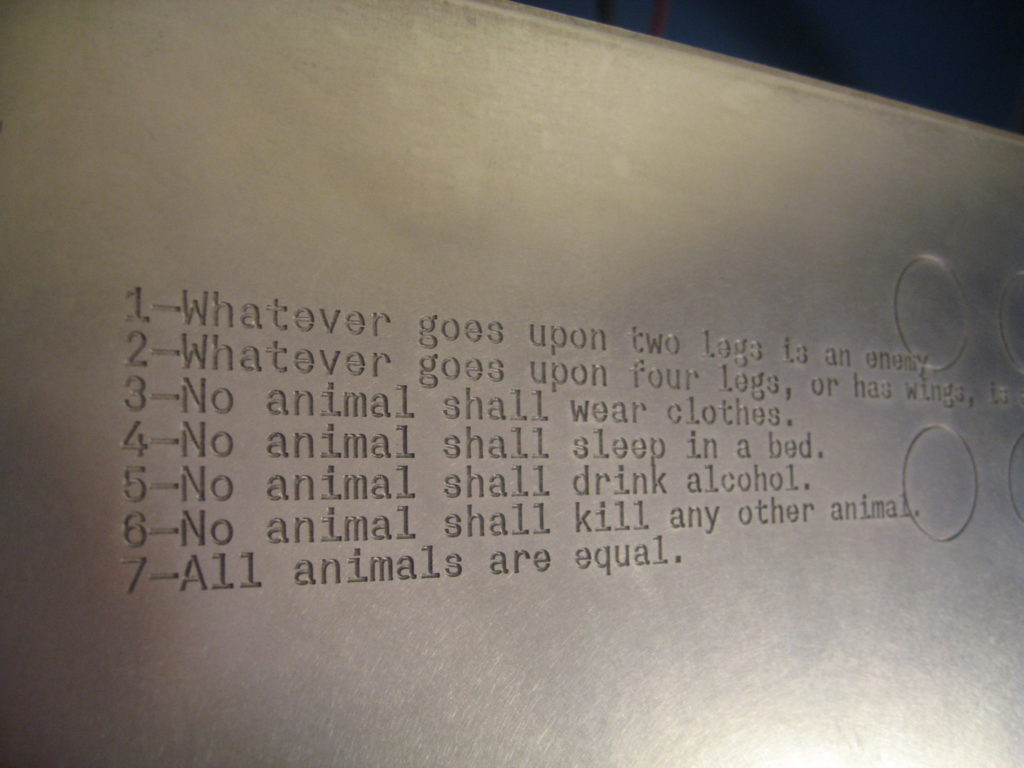 1-Whatever goes upon two legs is an enemy.
2-Whatever goes upon four legs, or has wings, is
3-No animal shall wear clothes.
4-No animal shall sleep in a bed.
5-No animal shall drink alcohol.
6-No animal shall kill any other animal.
7-All animals are equal.